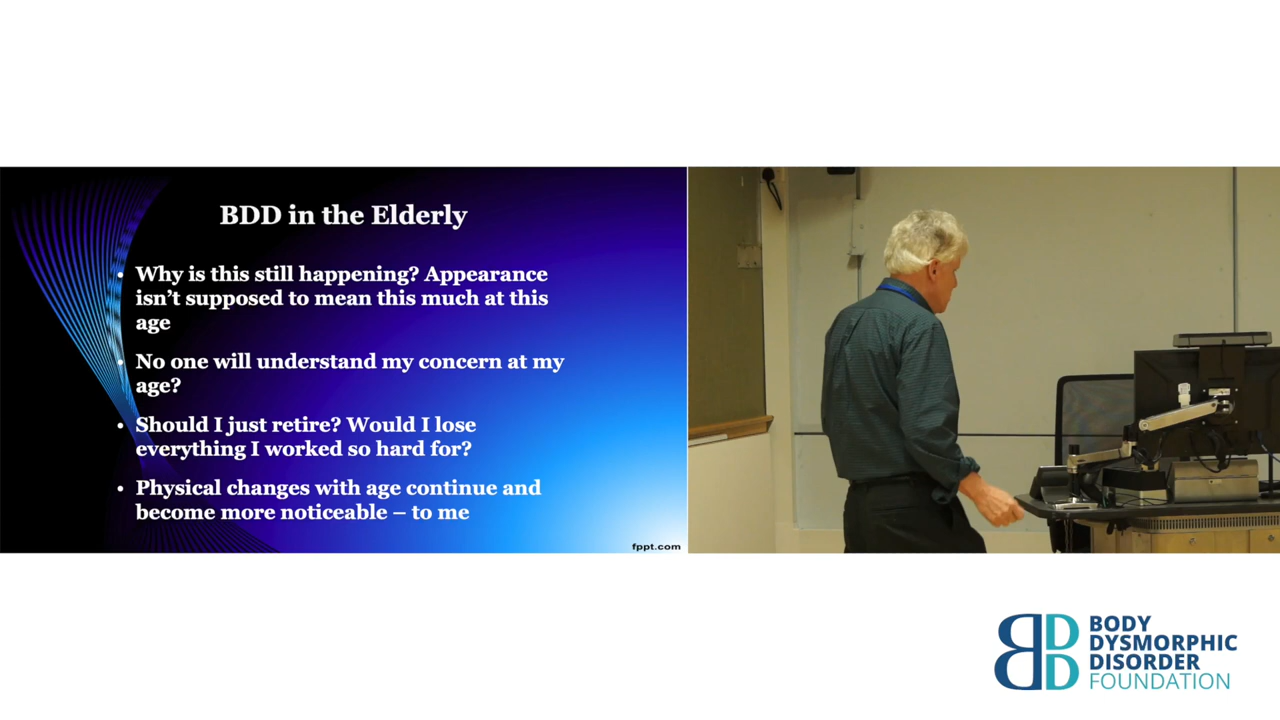 BDD in the Elderly
• Why is this still happening? Appearance
isn't supposed to mean this much at this
age
• No one will understand my concern at my
age?
• Should I just retire? Would I lose
everything I worked so hard for?
• Physical changes with age continue and
become more noticeable – to me
fppt.com
BODY
DYSMORPHIC
DISORDER
FOUNDATION